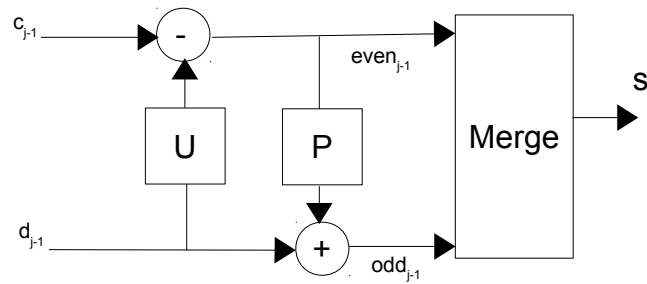 c_{j-1}
-
even_{j-1}
s
U
P
Merge
d_{j-1}
+
odd_{j-1}